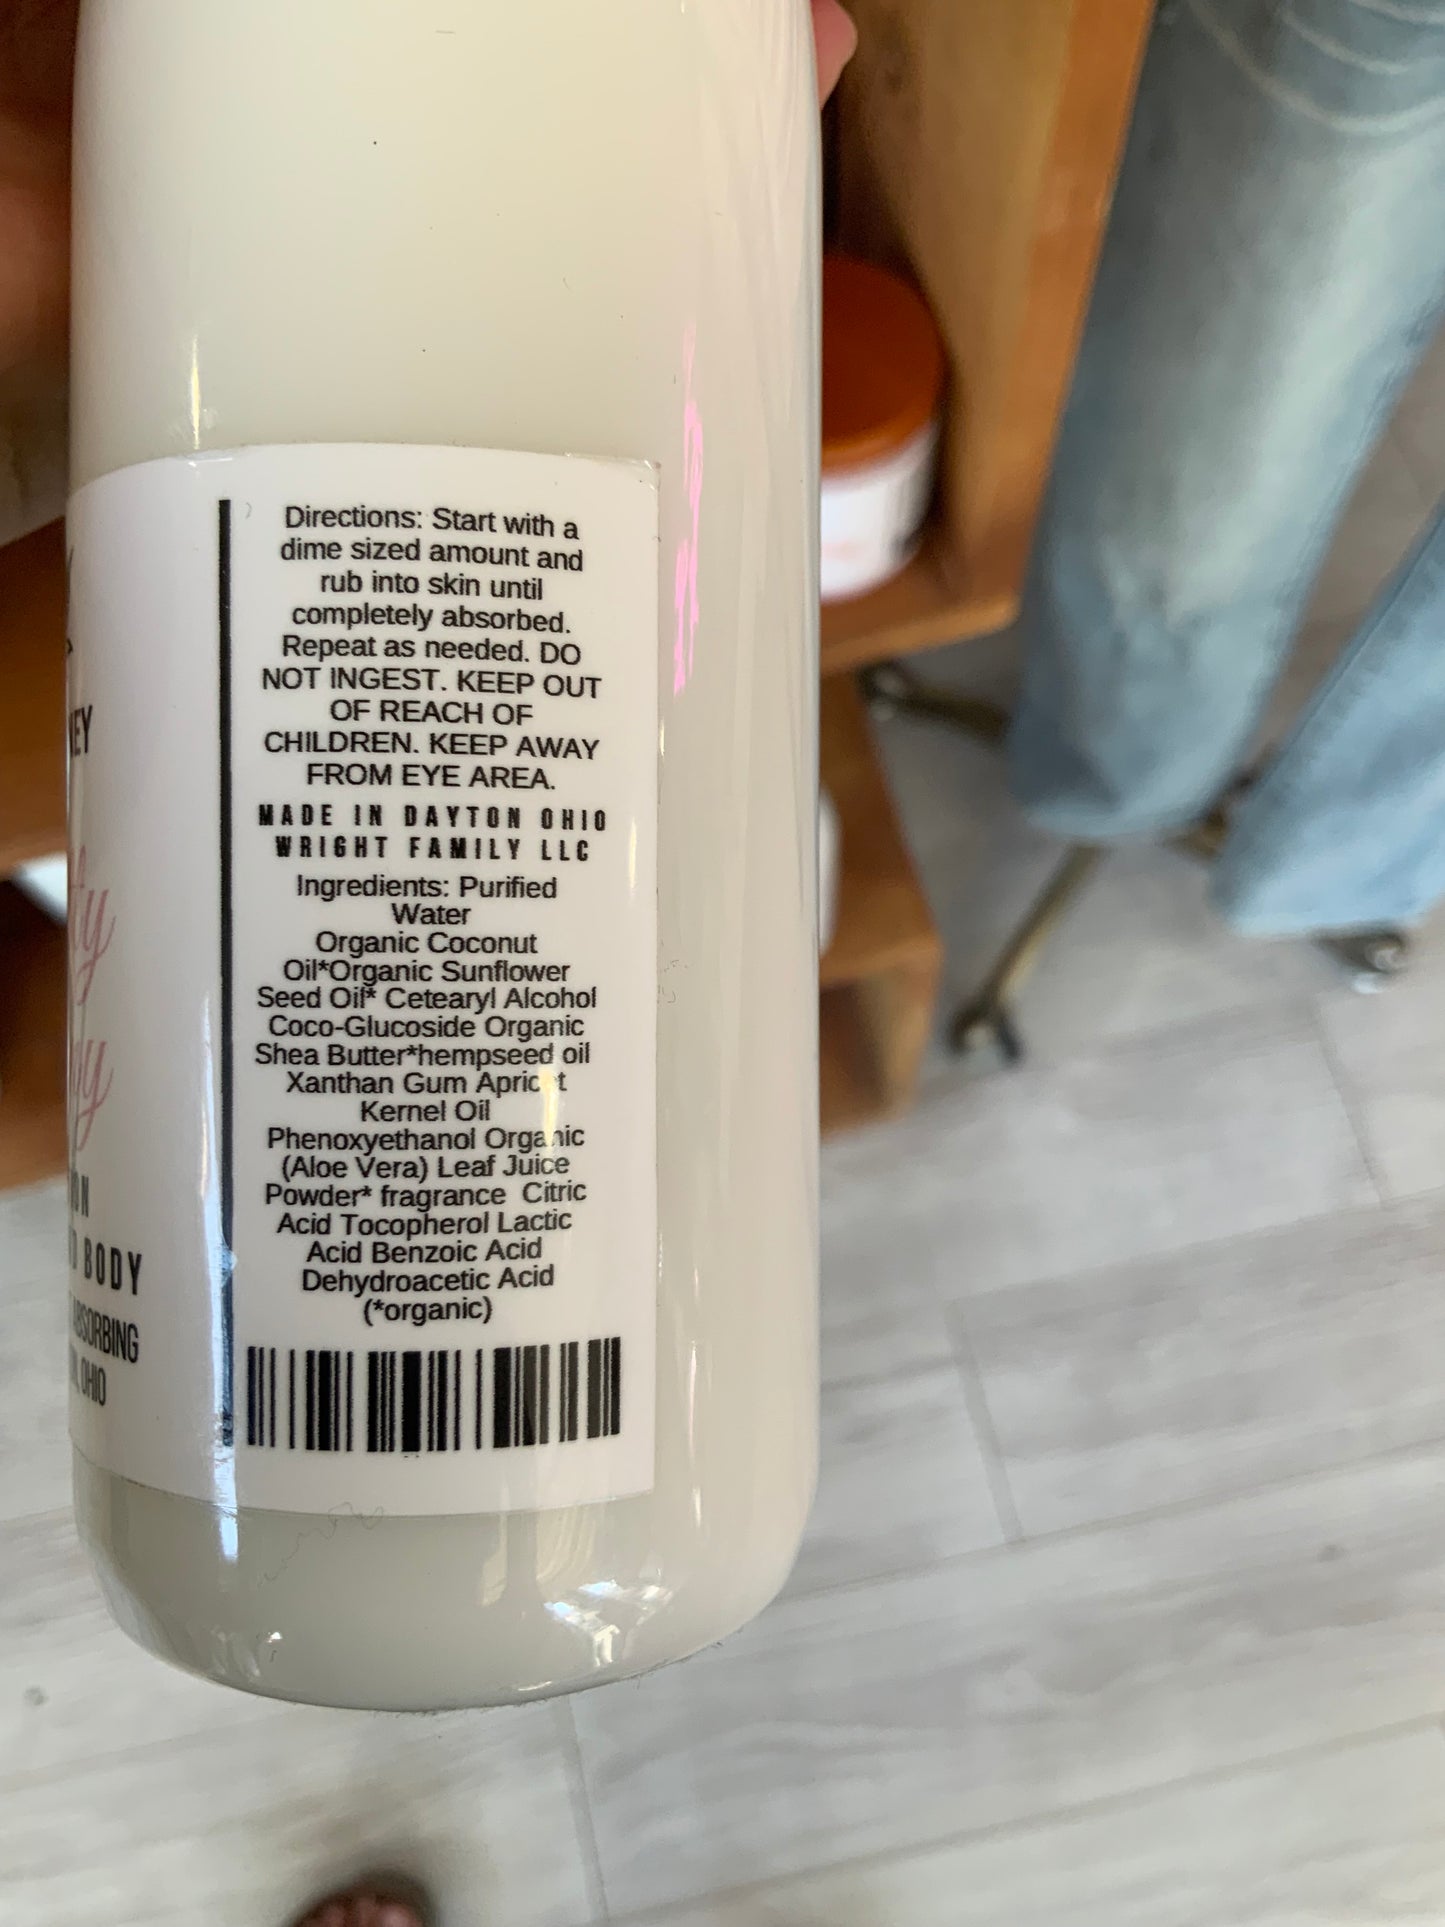 Directions: Start with a
dime sized amount and
rub into skin until
completely absorbed.
Repeat as needed. DO
NOT INGEST. KEEP OUT
OF REACH OF
CHILDREN. KEEP AWAY
FROM EYE AREA.
MADE IN DAYTON OHIO
WRIGHT FAMILY LLC
Ingredients: Purified
Water
Organic Coconut
Oil*Organic Sunflower
Seed Oil* Cetearyl Alcohol
Coco-Glucoside Organic
Shea Butter*hempseed oil
Xanthan Gum Apricot
Kernel Oil
Phenoxyethanol Organic
(Aloe Vera) Leaf Juice
Powder* fragrance Citric
Acid Tocopherol Lactic
Acid Benzoic Acid
Dehydroacetic Acid
(*organic)
BODY
ABSORBING
OHIO